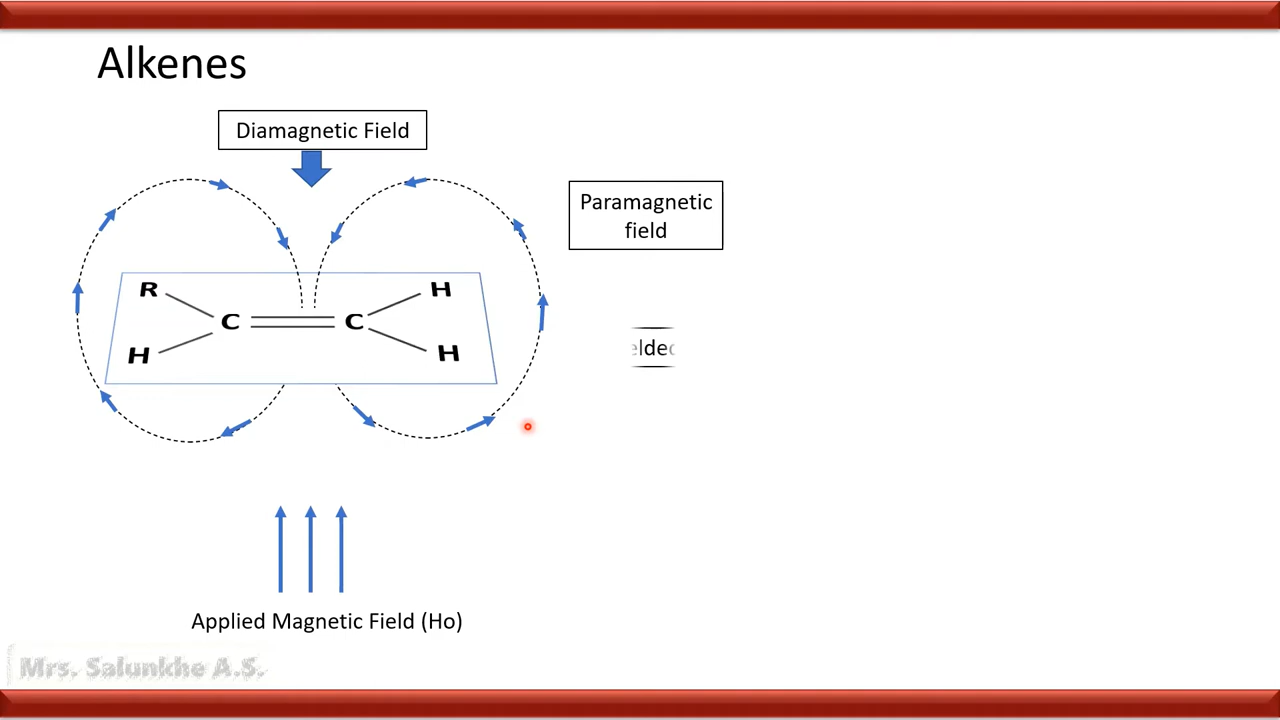 Alkenes
Diamagnetic Field
Paramagnetic
field
R
H
C
C
H
H
Applied Magnetic Field (Ho)
Mrs. Salunkhe A.S.